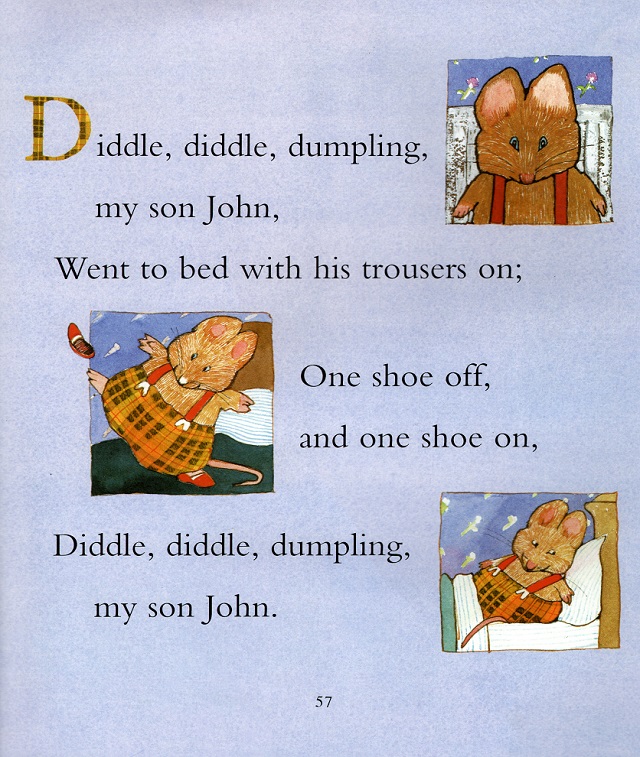 Diddle, diddle, dumpling,
my son John,
Went to bed with his trousers on;
One shoe off,
and one shoe on,
Diddle, diddle, dumpling,
my son John.
57